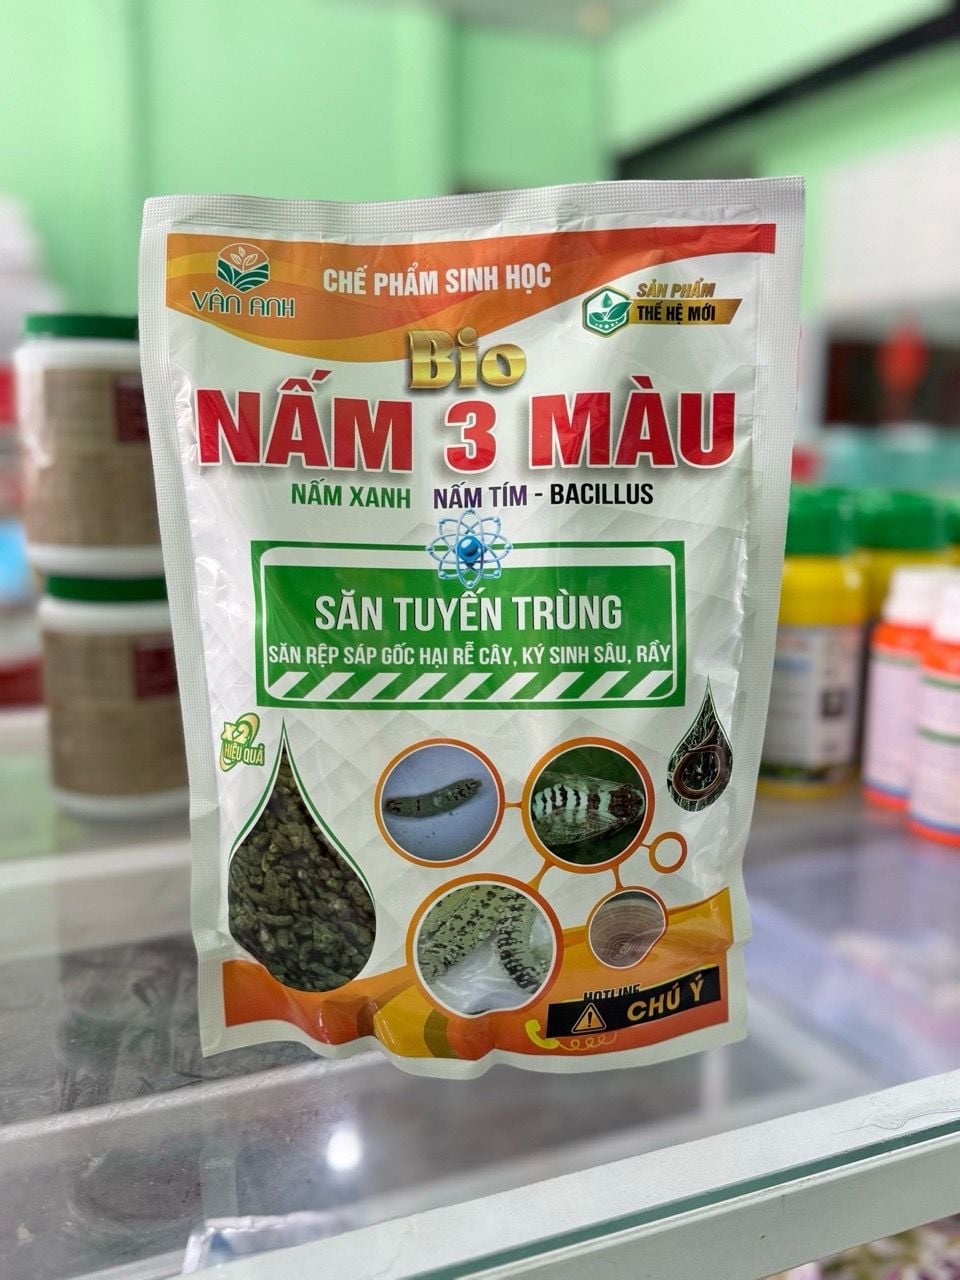 VÂN ANH
CHẾ PHẨM SINH HỌC
SẢN PHẨM
THẾ HỆ MỚI
Bio
NẤM 3 MÀU
NẤM XANH NẤM TÍM - BACILLUS
SĂN TUYẾN TRÙNG
SĂN RỆP SÁP GỐC HẠI RỄ CÂY, KÝ SINH SÂU, RẦY
X2
HIỆU QUẢ
HOTLINE
CHÚ Ý